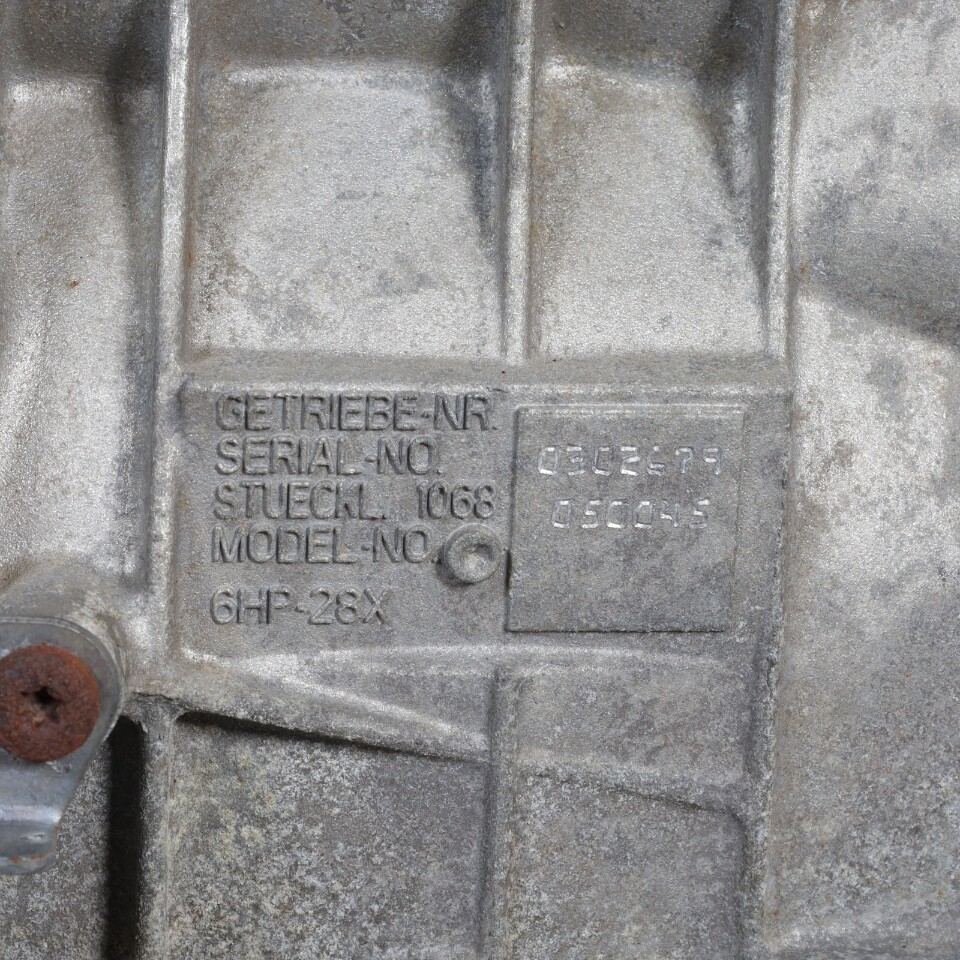 GETRIEBE-NR. 0302679
SERIAL-NO.
STUECKL. 1068 050045
MODEL-NO.
6HP-28X